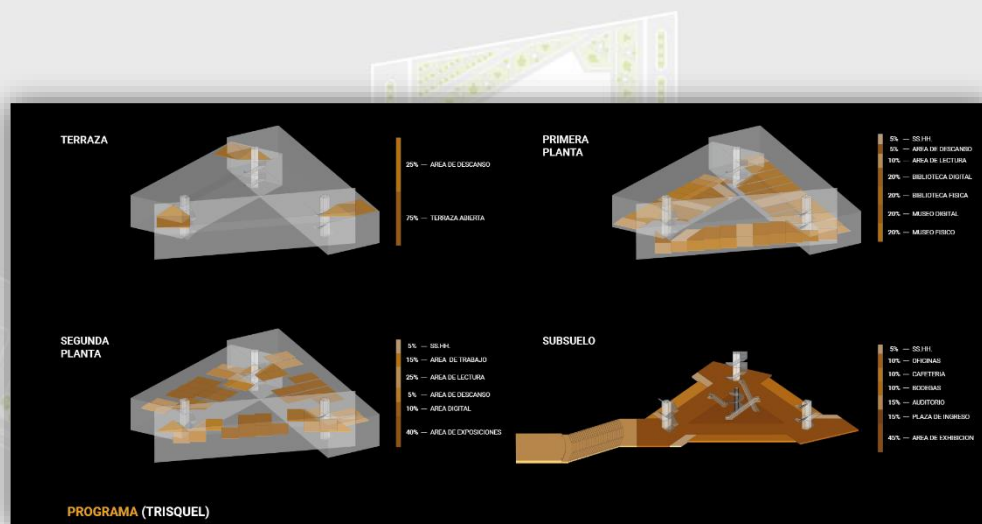 TERRAZA
25% — AREA DE DESCANSO
75% — TERRAZA ABIERTA
PRIMERA
PLANTA
5% — SS.HH.
5% — AREA DE DESCANSO
10% — AREA DE LECTURA
20% — BIBLIOTECA DIGITAL
20% — BIBLIOTECA FISICA
20% — MUSEO DIGITAL
20% — MUSEO FISICO
SEGUNDA
PLANTA
5% — SS.HH.
15% — AREA DE TRABAJO
25% — AREA DE LECTURA
5% — AREA DE DESCANSO
10% — AREA DIGITAL
40% — AREA DE EXPOSICIONES
SUBSUELO
5% — SS.HH.
10% — OFICINAS
10% — CAFETERIA
10% — BODEGAS
15% — AUDITORIO
15% — PLAZA DE INGRESO
45% — AREA DE EXHIBICION
PROGRAMA (TRISQUEL)